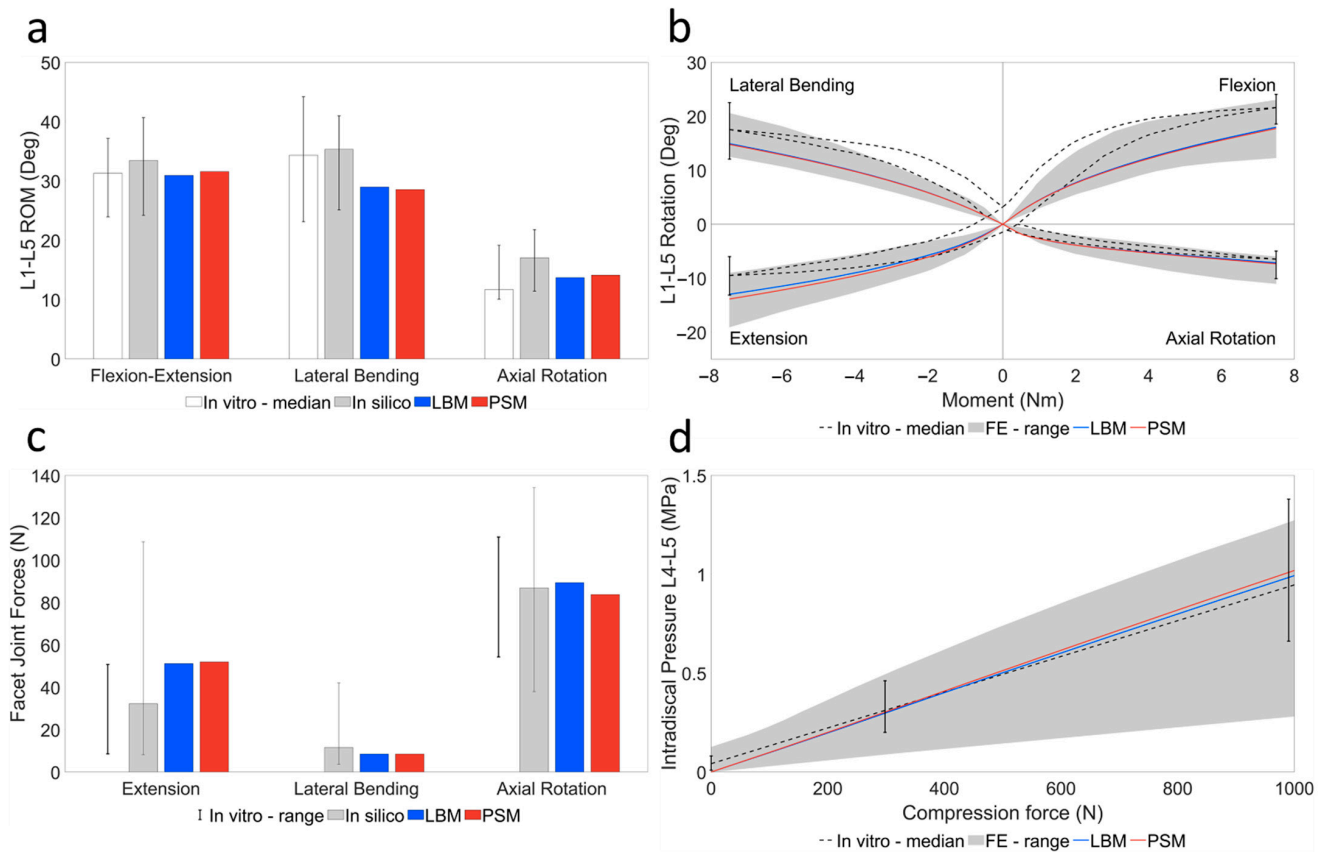 a
50
40
30
20
10
0
L1-L5 ROM (Deg)
Flexion-Extension Lateral Bending Axial Rotation
In vitro - median In silico LBM PSM
b
30
20
10
0
−10
−20
L1-L5 Rotation (Deg)
Lateral Bending Flexion
Extension Axial Rotation
−8 −6 −4 −2 0 2 4 6 8
Moment (Nm)
In vitro - median FE - range LBM PSM
c
140
120
100
80
60
40
20
0
Facet Joint Forces (N)
Extension Lateral Bending Axial Rotation
In vitro - range In silico LBM PSM
d
1.5
1
0.5
0
Intradiscal Pressure L4-L5 (MPa)
0 200 400 600 800 1000
Compression force (N)
In vitro - median FE - range LBM PSM